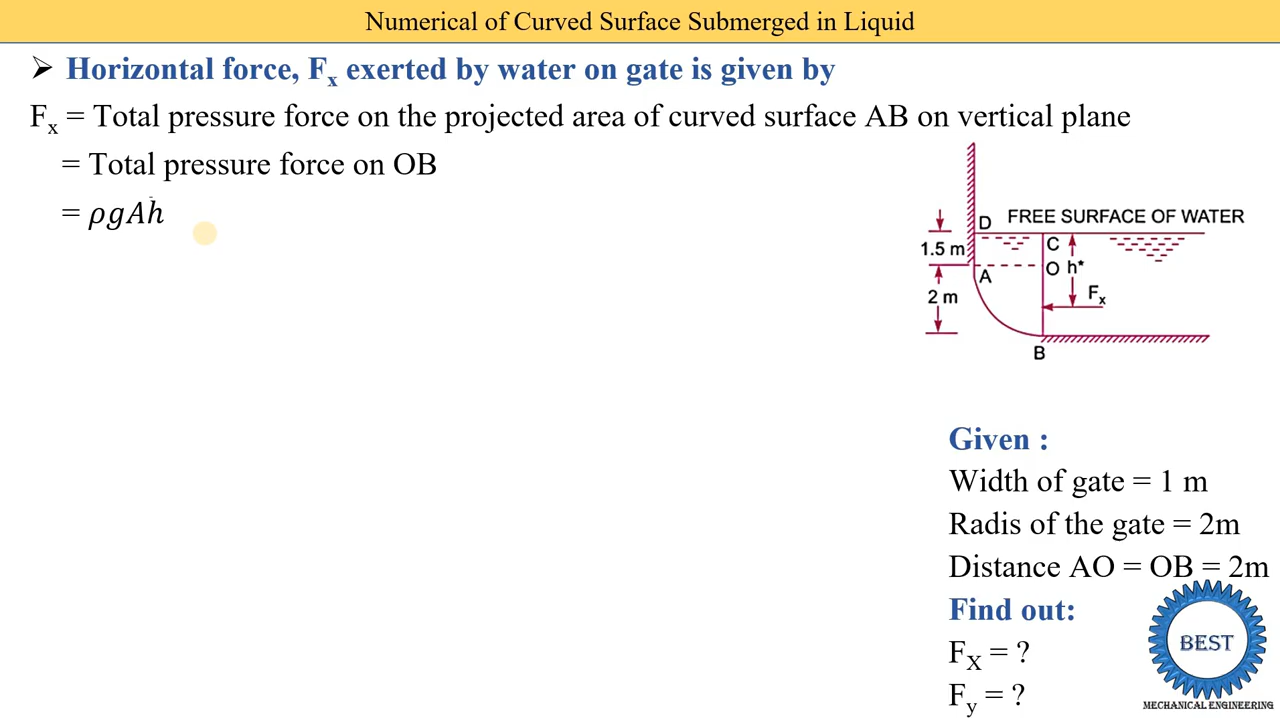 Numerical of Curved Surface Submerged in Liquid
➢ Horizontal force, Fx exerted by water on gate is given by
Fx = Total pressure force on the projected area of curved surface AB on vertical plane
= Total pressure force on OB
= ρgAh̄
D FREE SURFACE OF WATER
1.5 m
C
A
O h*
2 m
Fx
B
Given :
Width of gate = 1 m
Radis of the gate = 2m
Distance AO = OB = 2m
Find out:
FX = ?
Fy = ?
BEST
MECHANICAL ENGINEERING